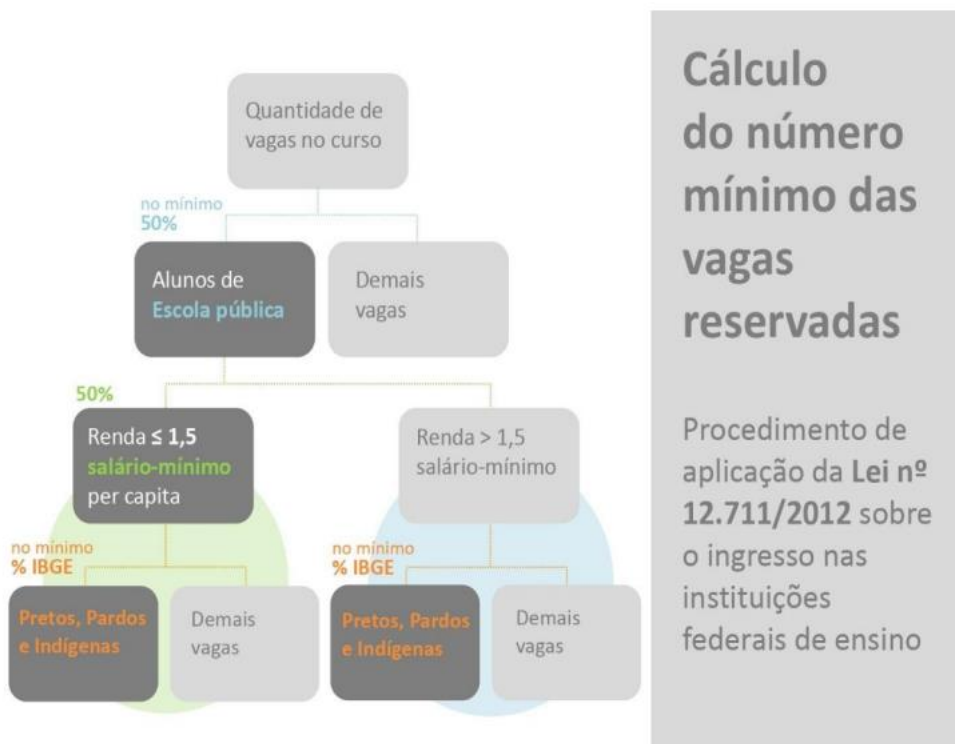 Quantidade de
vagas no curso
no mínimo
50%
Alunos de
Escola pública
Demais
vagas
50%
Renda ≤ 1,5
salário-mínimo
per capita
Renda > 1,5
salário-mínimo
no mínimo
% IBGE
Pretos, Pardos
e Indígenas
Demais
vagas
no mínimo
% IBGE
Pretos, Pardos
e Indígenas
Demais
vagas
Cálculo
do número
mínimo das
vagas
reservadas
Procedimento de
aplicação da Lei nº
12.711/2012 sobre
o ingresso nas
instituições
federais de ensino